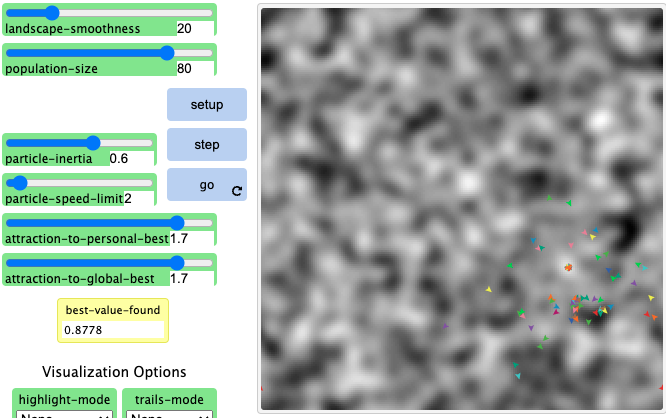 landscape-smoothness 20
population-size 80
setup
step
particle-inertia 0.6
go
particle-speed-limit 2
attraction-to-personal-best 1.7
attraction-to-global-best 1.7
best-value-found
0.8778
Visualization Options
highlight-mode trails-mode
None None